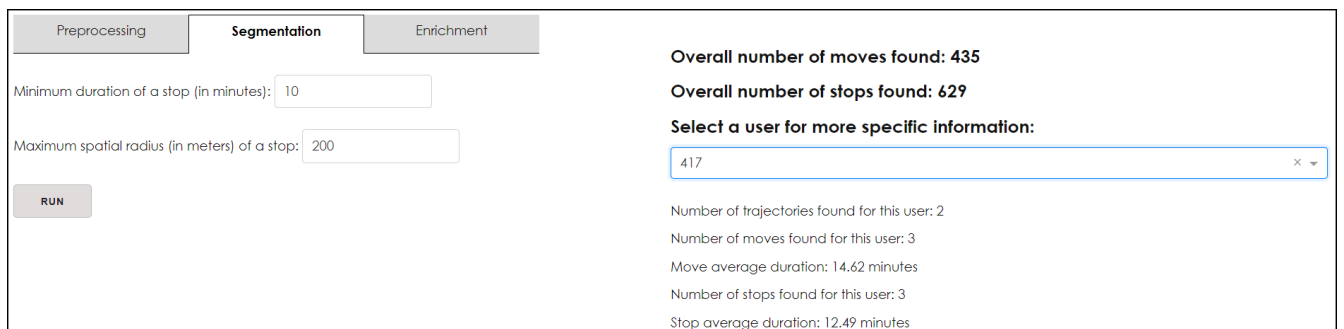 Preprocessing
Segmentation
Enrichment
Minimum duration of a stop (in minutes): 10
Maximum spatial radius (in meters) of a stop: 200
RUN
Overall number of moves found: 435
Overall number of stops found: 629
Select a user for more specific information:
417 ×
Number of trajectories found for this user: 2
Number of moves found for this user: 3
Move average duration: 14.62 minutes
Number of stops found for this user: 3
Stop average duration: 12.49 minutes